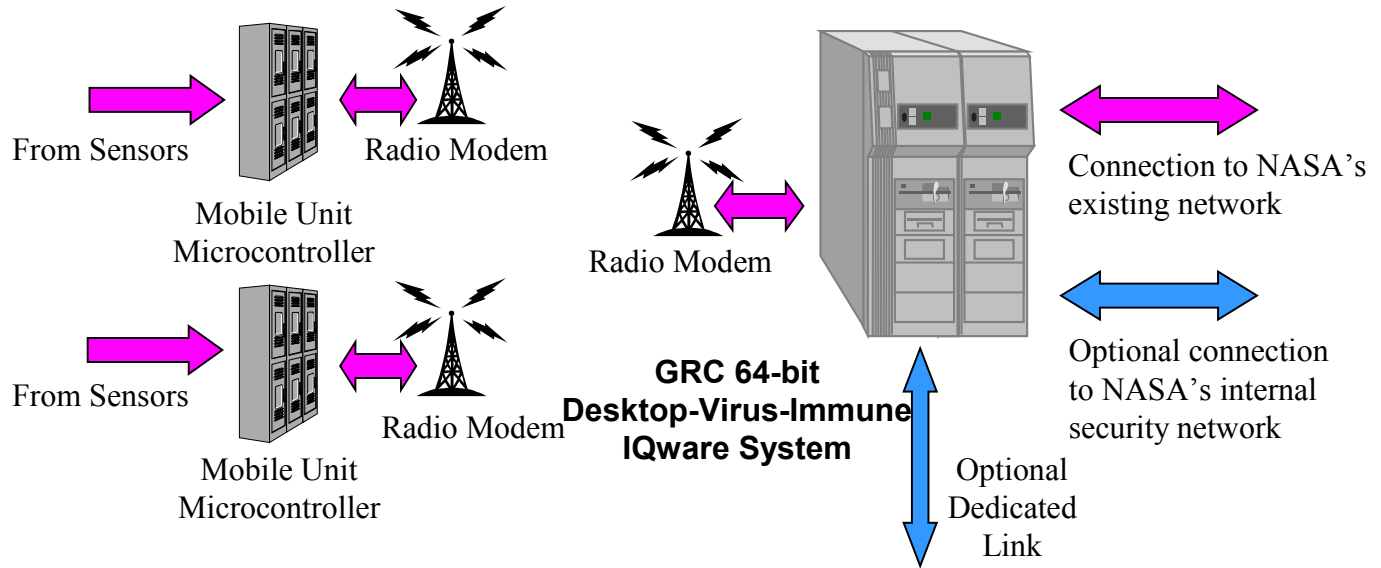 From Sensors
Mobile Unit
Microcontroller
Radio Modem
From Sensors
Mobile Unit
Microcontroller
Radio Modem
Radio Modem
GRC 64-bit
Desktop-Virus-Immune
IQware System
Connection to NASA's
existing network
Optional connection
to NASA's internal
security network
Optional
Dedicated
Link